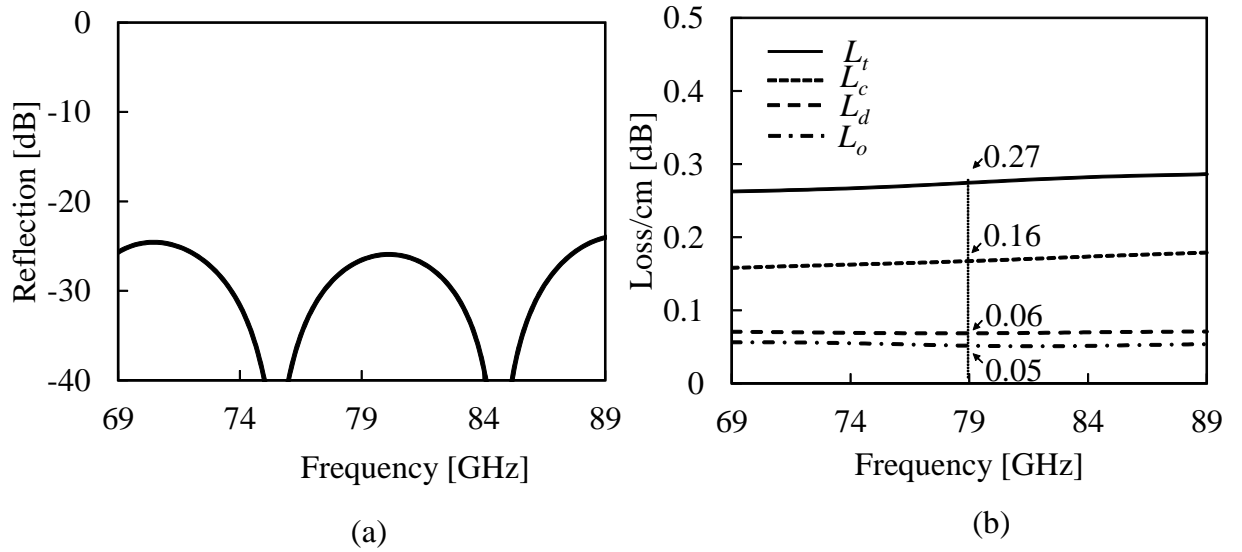 0
-10
-20
-30
-40
69
74
79
84
89
Reflection [dB]
Frequency [GHz]
(a)
0.5
0.4
0.3
0.2
0.1
0
69
74
79
84
89
Loss/cm [dB]
Frequency [GHz]
L_t
L_c
L_d
L_o
0.27
0.16
0.06
0.05
(b)